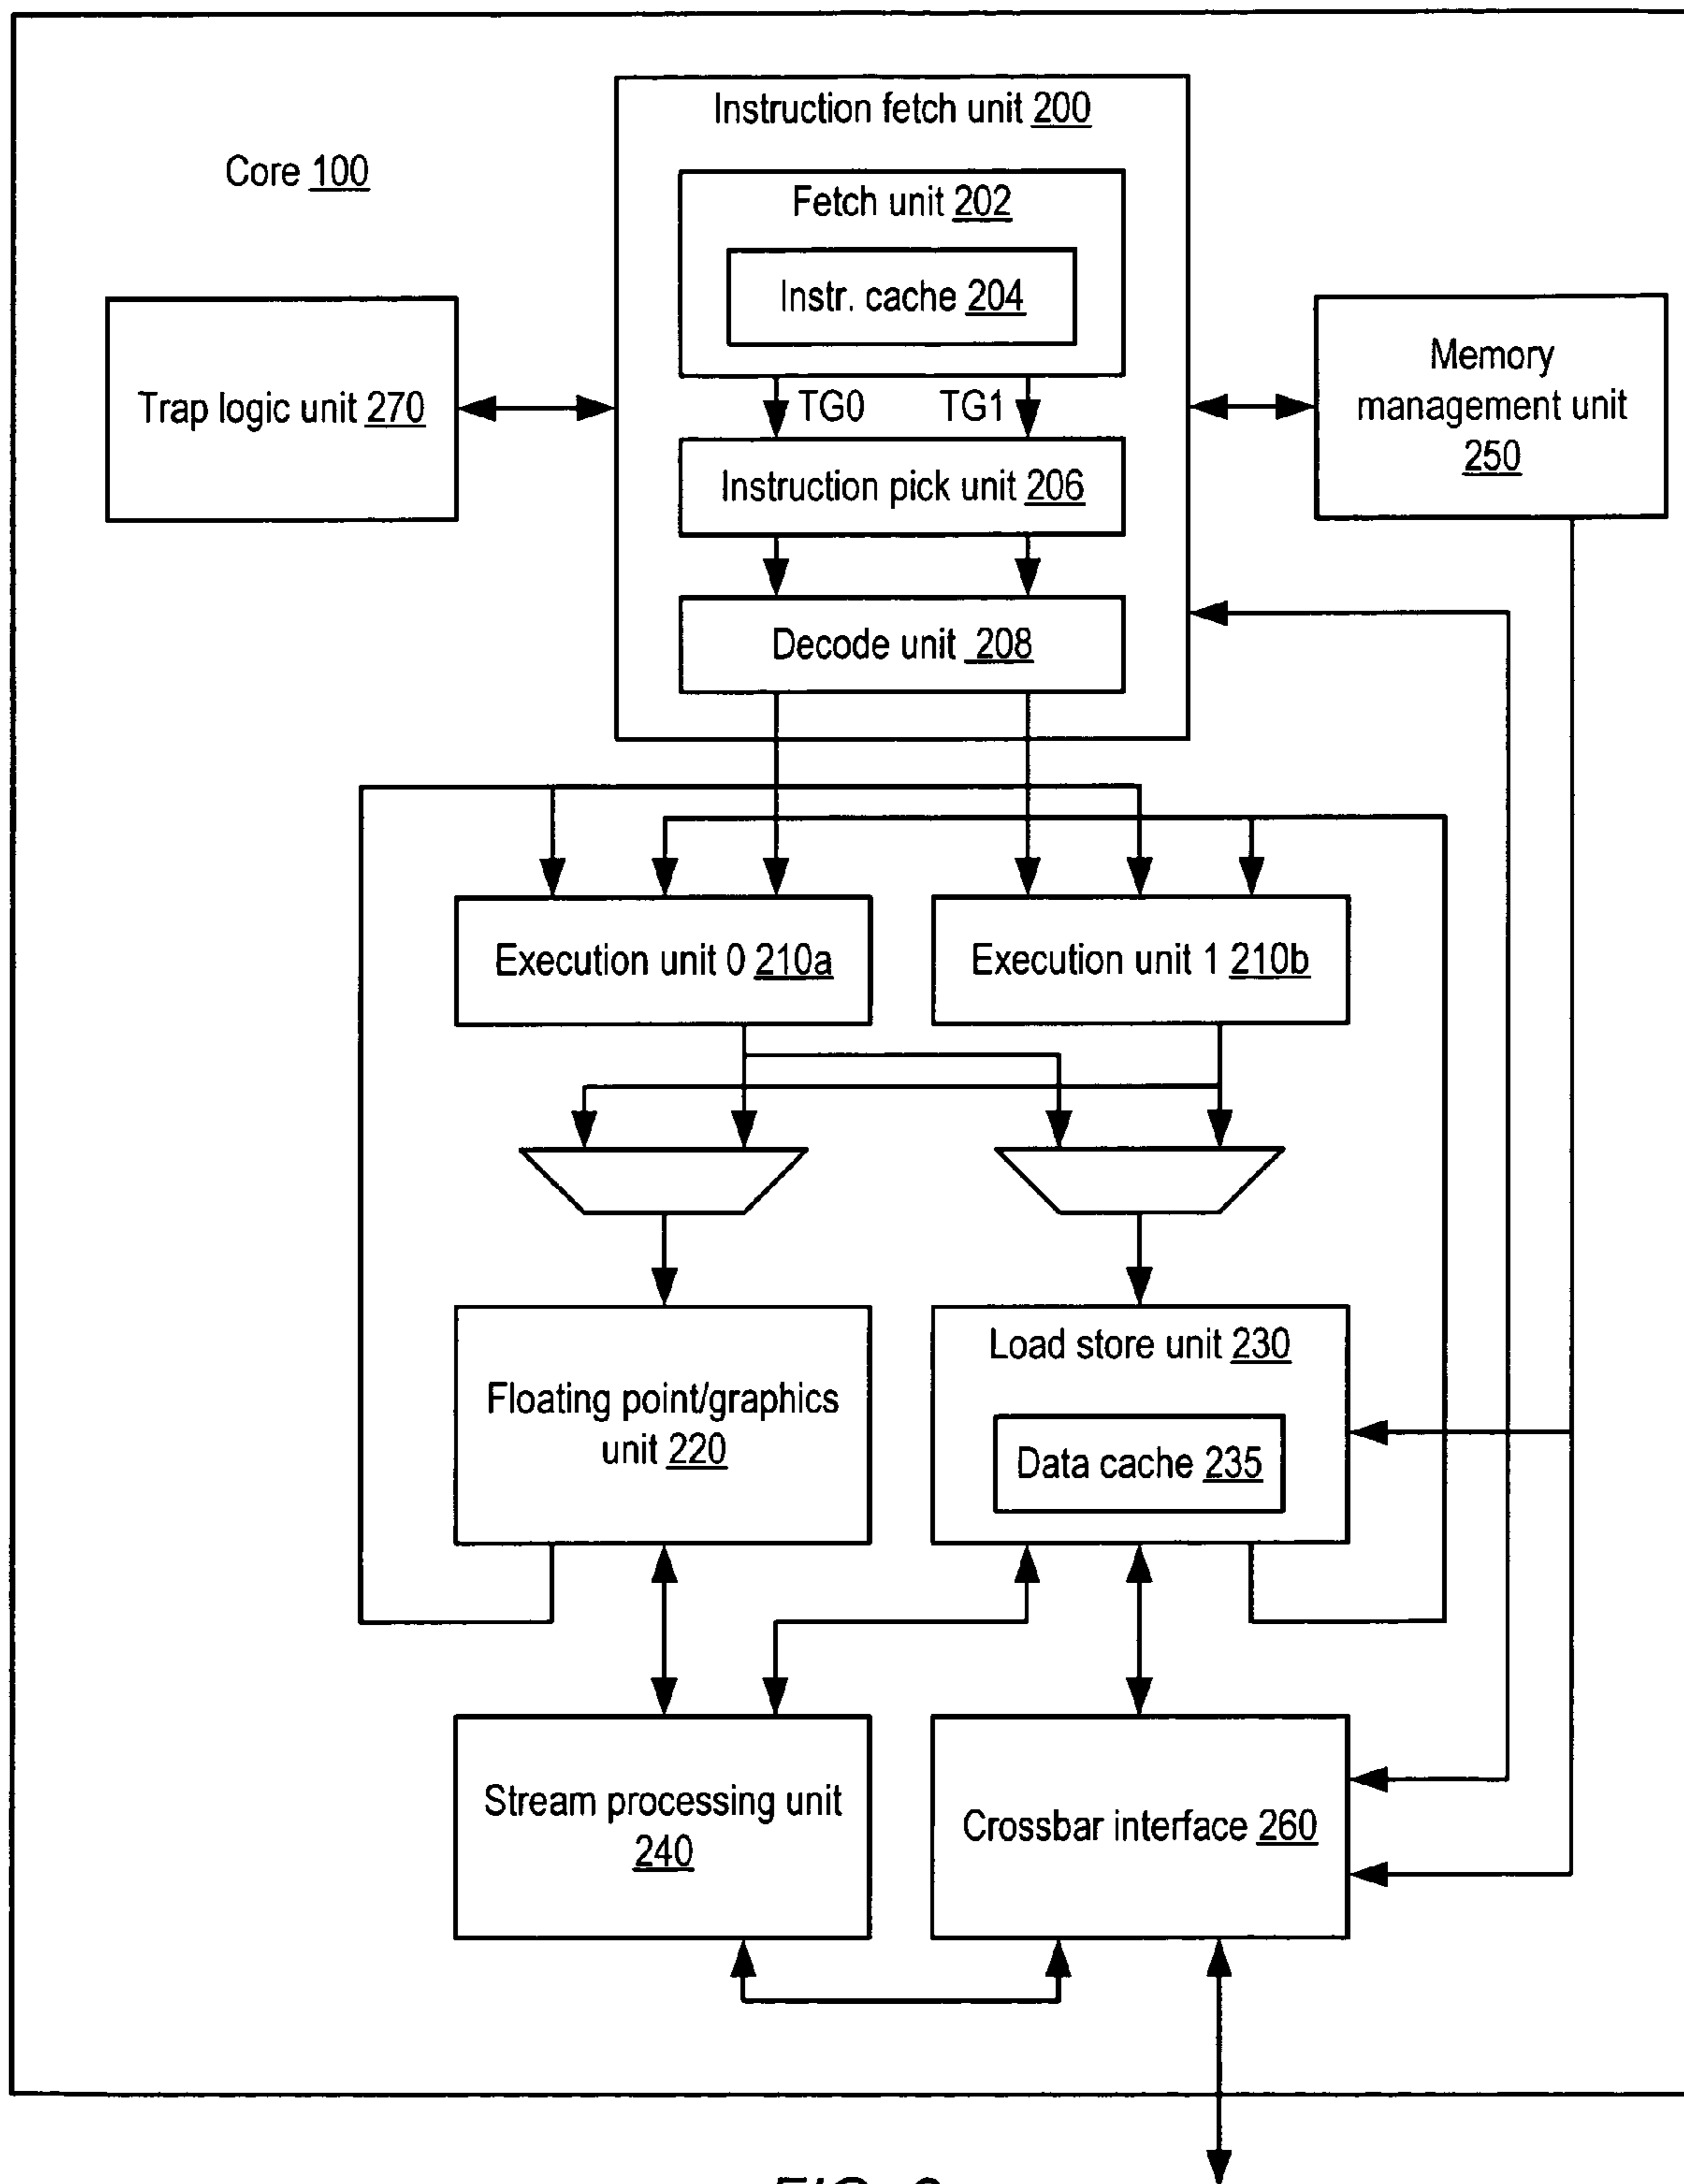 Instruction fetch unit 200
Core 100
Fetch unit 202
Instr. cache 204
Trap logic unit 270
Memory
management unit
250
TG0
TG1
Instruction pick unit 206
Decode unit 208
Execution unit 0 210a
Execution unit 1 210b
Load store unit 230
Floating point/graphics
unit 220
Data cache 235
Stream processing unit
240
Crossbar interface 260